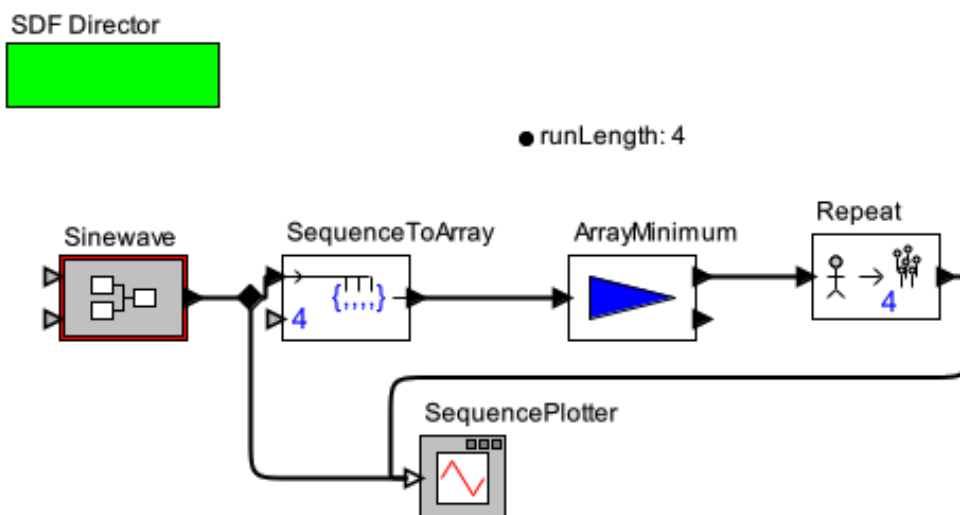 SDF Director
runLength: 4
Sinewave
SequenceToArray
ArrayMinimum
Repeat
{,,,,}
4
4
SequencePlotter